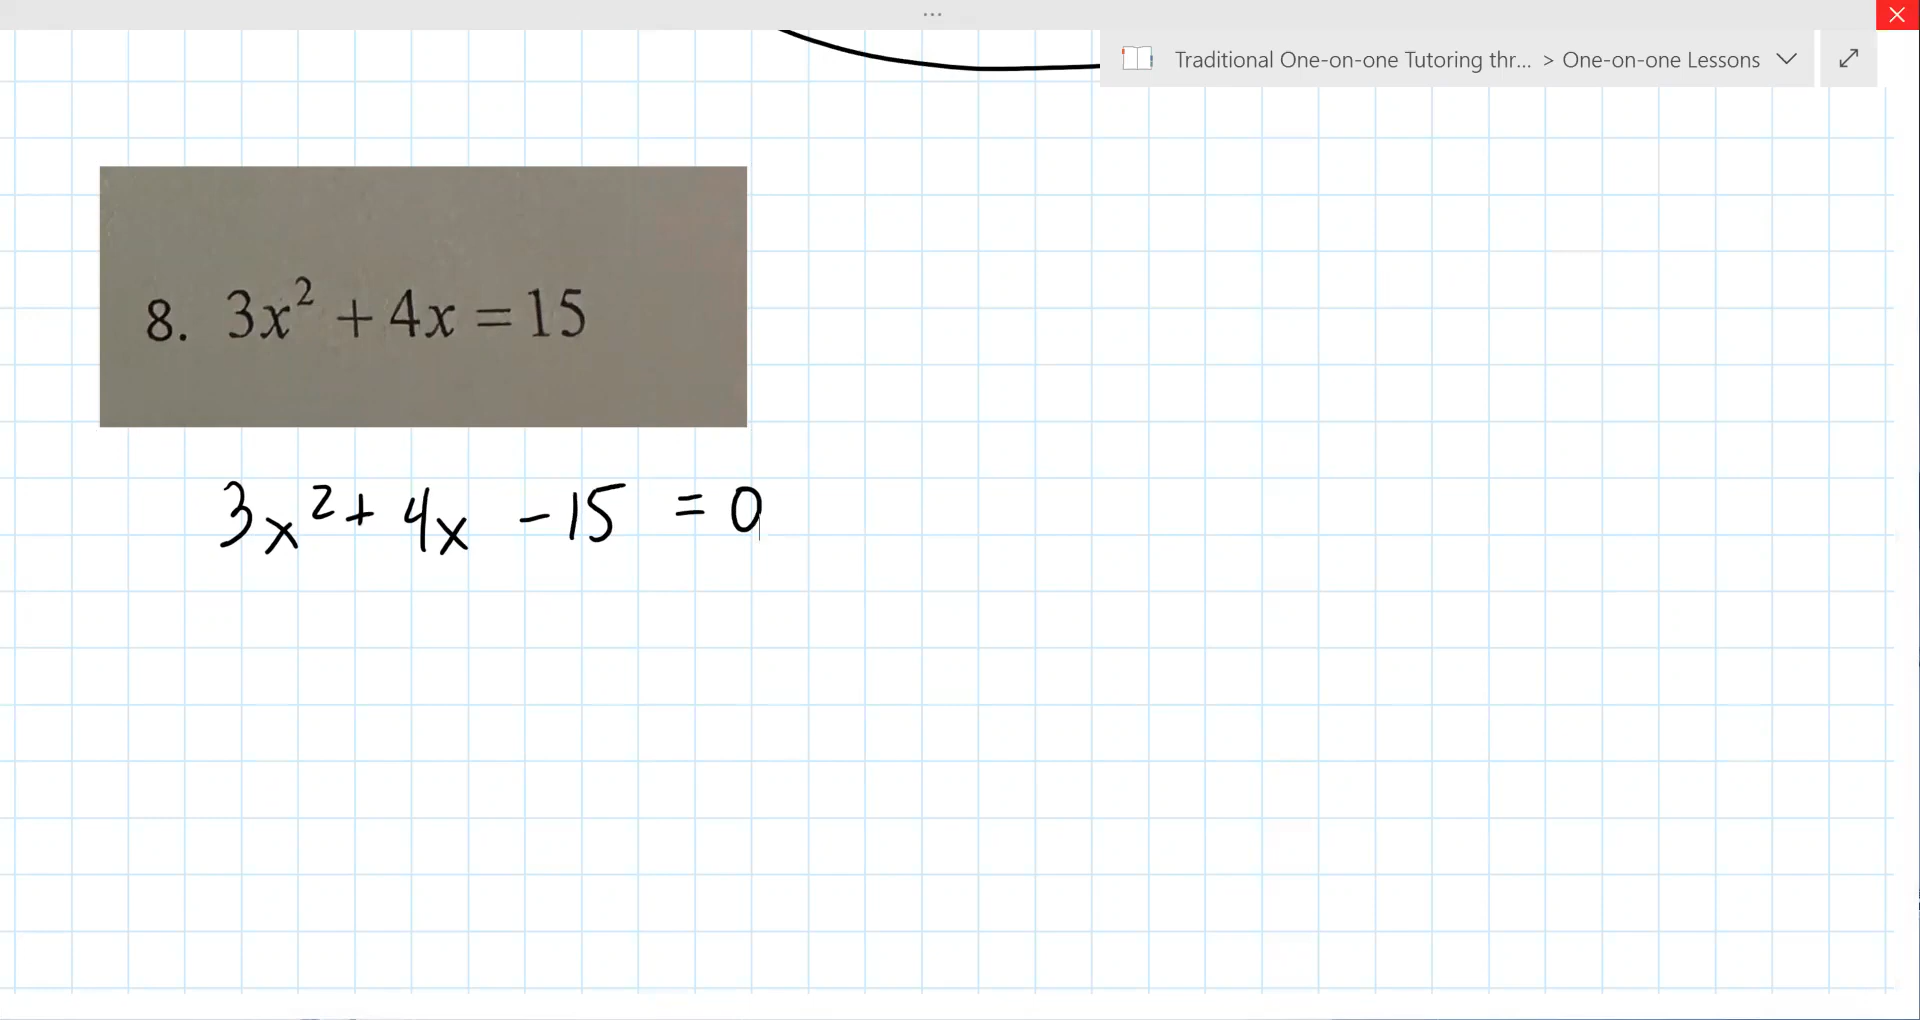 ...
Traditional One-on-one Tutoring thr... > One-on-one Lessons
8. 3x² + 4x = 15
3x² + 4x - 15 = 0